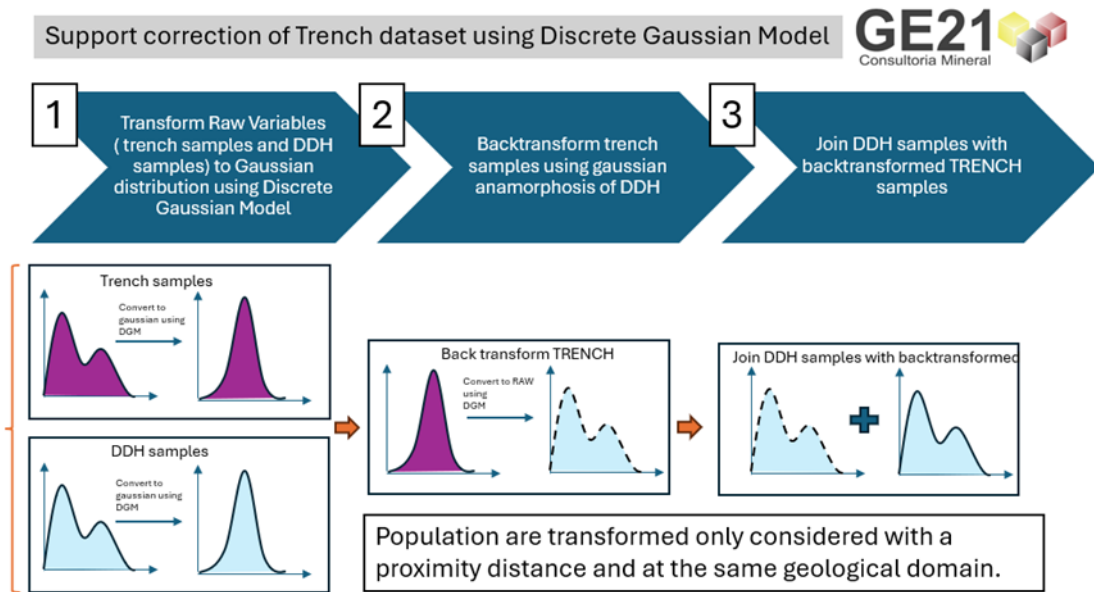 Support correction of Trench dataset using Discrete Gaussian Model
GE21
Consultoria Mineral
1
Transform Raw Variables
( trench samples and DDH
samples) to Gaussian
distribution using Discrete
Gaussian Model
2
Backtransform trench
samples using gaussian
anamorphosis of DDH
3
Join DDH samples with
backtransformed TRENCH
samples
Trench samples
Convert to
gaussian using
DGM
DDH samples
Convert to
gaussian using
DGM
Back transform TRENCH
Convert to RAW
using
DGM
Join DDH samples with backtransformed
Population are transformed only considered with a
proximity distance and at the same geological domain.